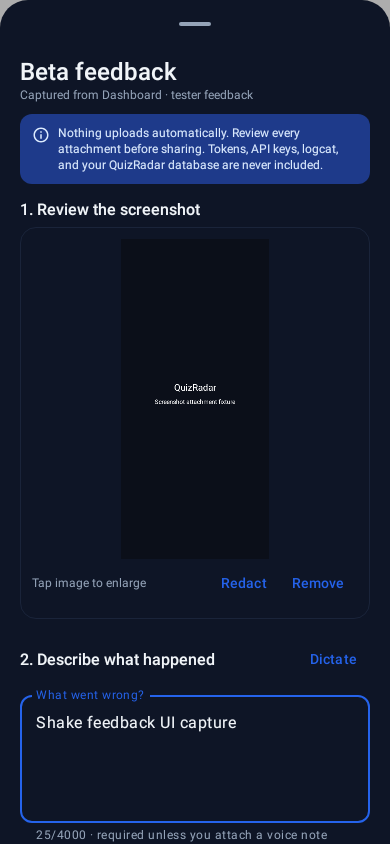 Beta feedback
Captured from Dashboard · tester feedback
Nothing uploads automatically. Review every
attachment before sharing. Tokens, API keys, logcat,
and your QuizRadar database are never included.
1. Review the screenshot
QuizRadar
Screenshot attachment fixture
Tap image to enlarge
Redact
Remove
2. Describe what happened
Dictate
What went wrong?
Shake feedback UI capture
25/4000 · required unless you attach a voice note